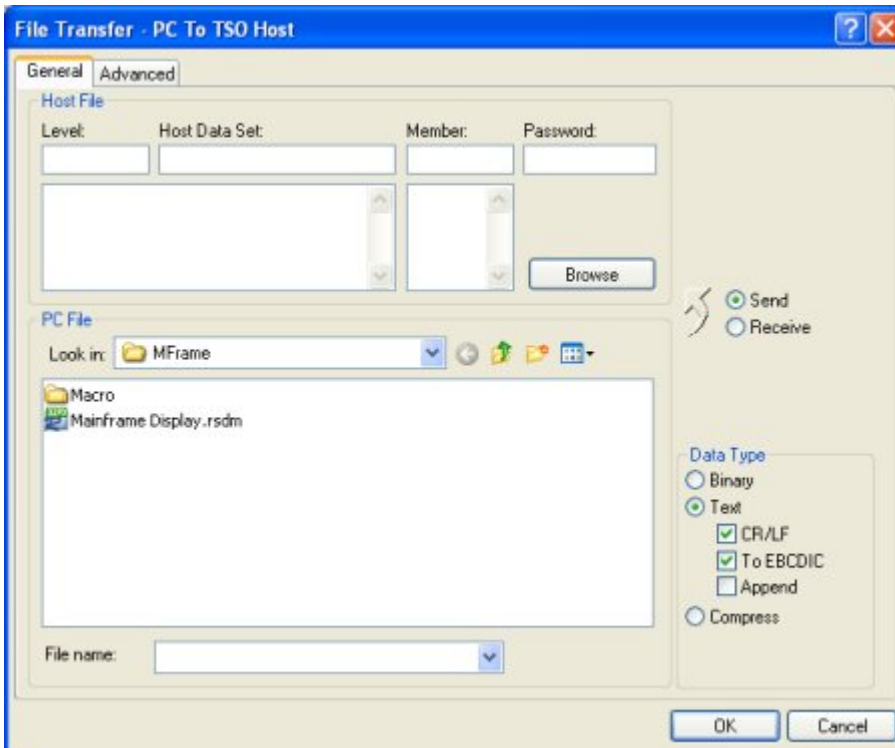 File Transfer - PC To TSO Host
General Advanced
Host File
Level: Host Data Set: Member: Password:
Browse
Send
Receive
PC File
Look in: MFrame
Macro
Mainframe Display.rsdm
Data Type
Binary
Text
CR/LF
To EBCDIC
Append
Compress
File name:
OK Cancel